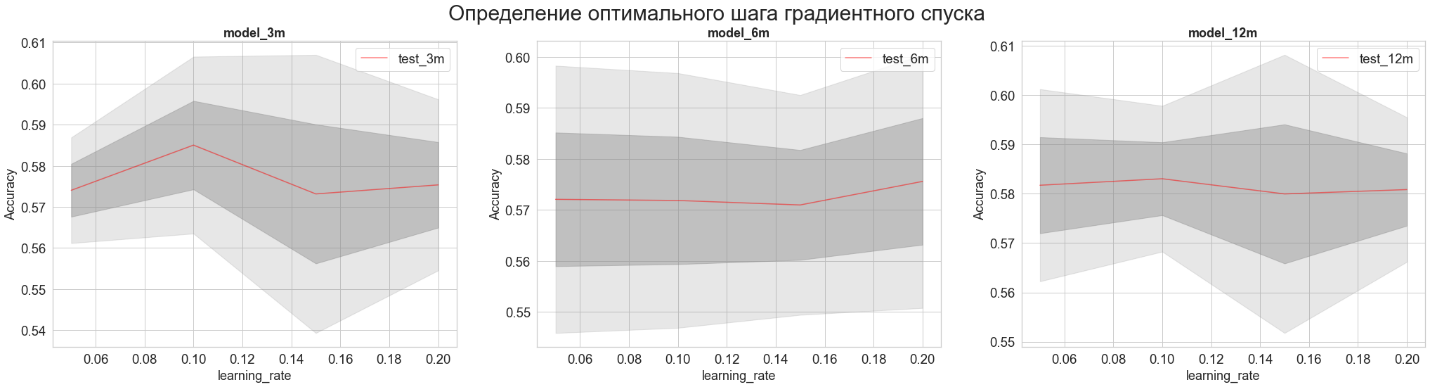 Определение оптимального шага градиентного спуска
model_3m
model_6m
model_12m
test_3m
test_6m
test_12m
Accuracy
0.61
0.60
0.59
0.58
0.57
0.56
0.55
0.54
0.06 0.08 0.10 0.12 0.14 0.16 0.18 0.20
learning_rate
Accuracy
0.60
0.59
0.58
0.57
0.56
0.55
0.06 0.08 0.10 0.12 0.14 0.16 0.18 0.20
learning_rate
Accuracy
0.61
0.60
0.59
0.58
0.57
0.56
0.55
0.06 0.08 0.10 0.12 0.14 0.16 0.18 0.20
learning_rate